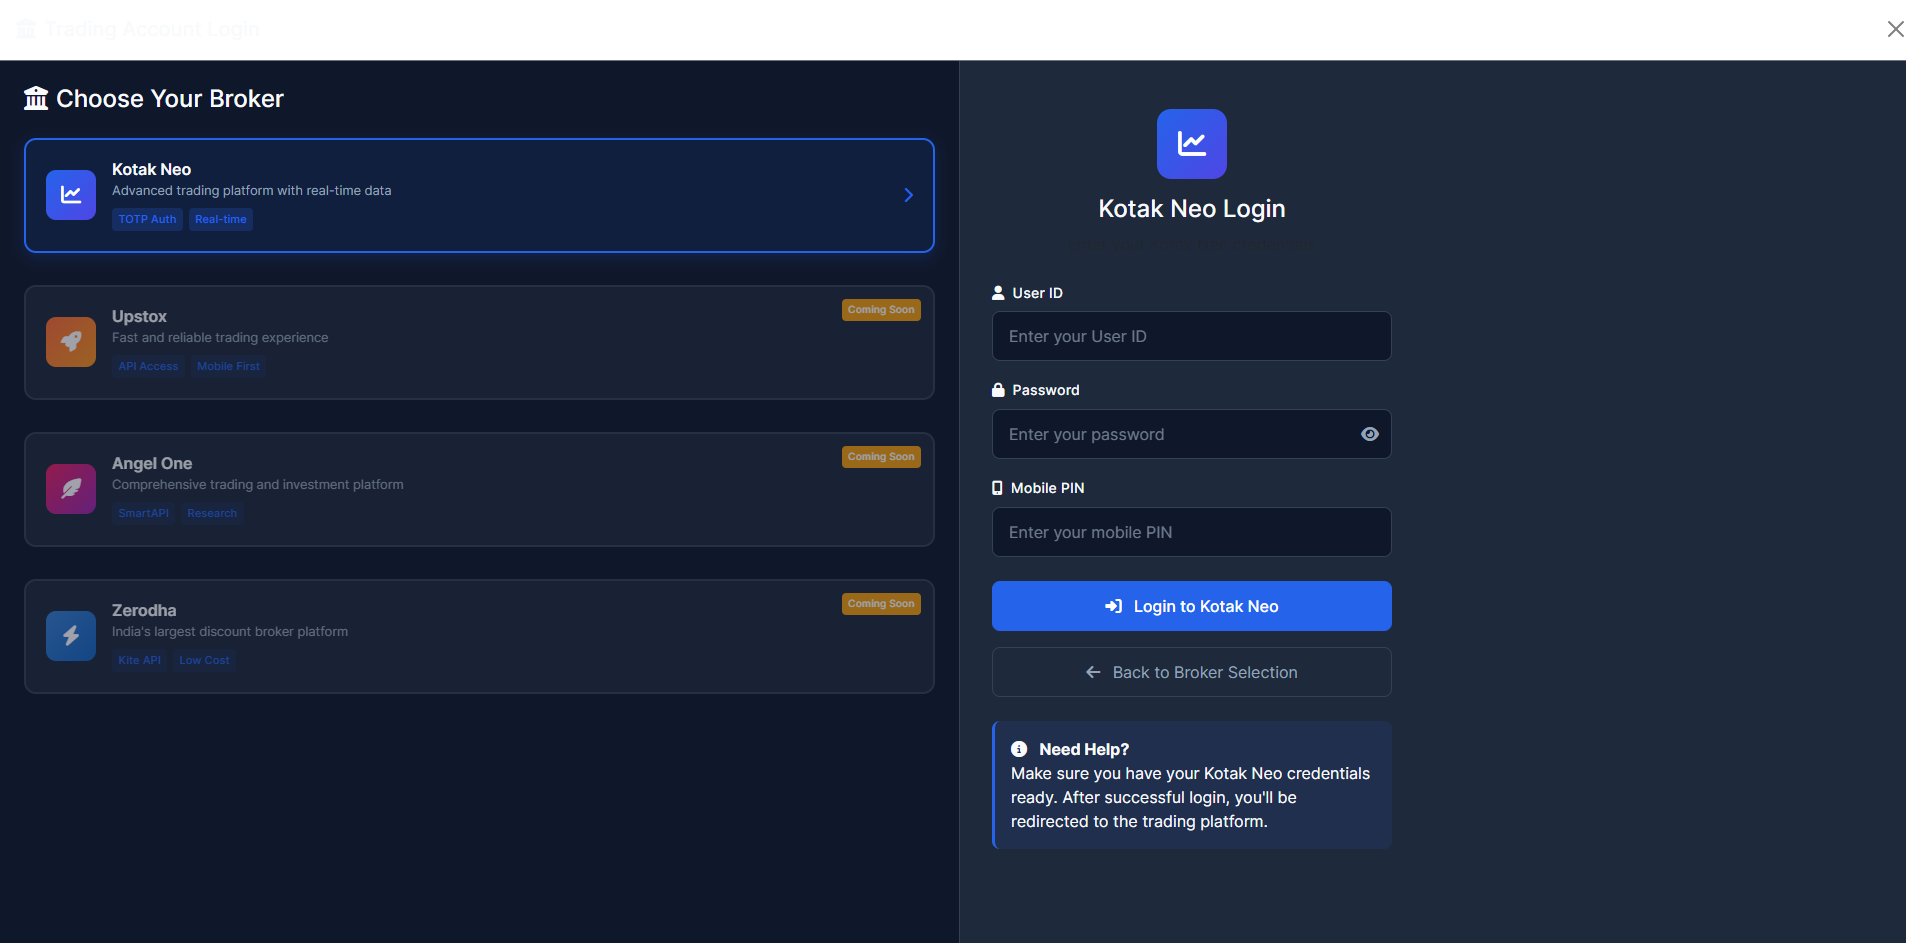 Trading Account Login
Choose Your Broker
Kotak Neo
Advanced trading platform with real-time data
TOTP Auth Real-time
Upstox
Coming Soon
Fast and reliable trading experience
API Access Mobile First
Angel One
Coming Soon
Comprehensive trading and investment platform
SmartAPI Research
Zerodha
Coming Soon
India's largest discount broker platform
Kite API Low Cost
Kotak Neo Login
User ID
Enter your User ID
Password
Enter your password
Mobile PIN
Enter your mobile PIN
Login to Kotak Neo
Back to Broker Selection
Need Help?
Make sure you have your Kotak Neo credentials
ready. After successful login, you'll be
redirected to the trading platform.